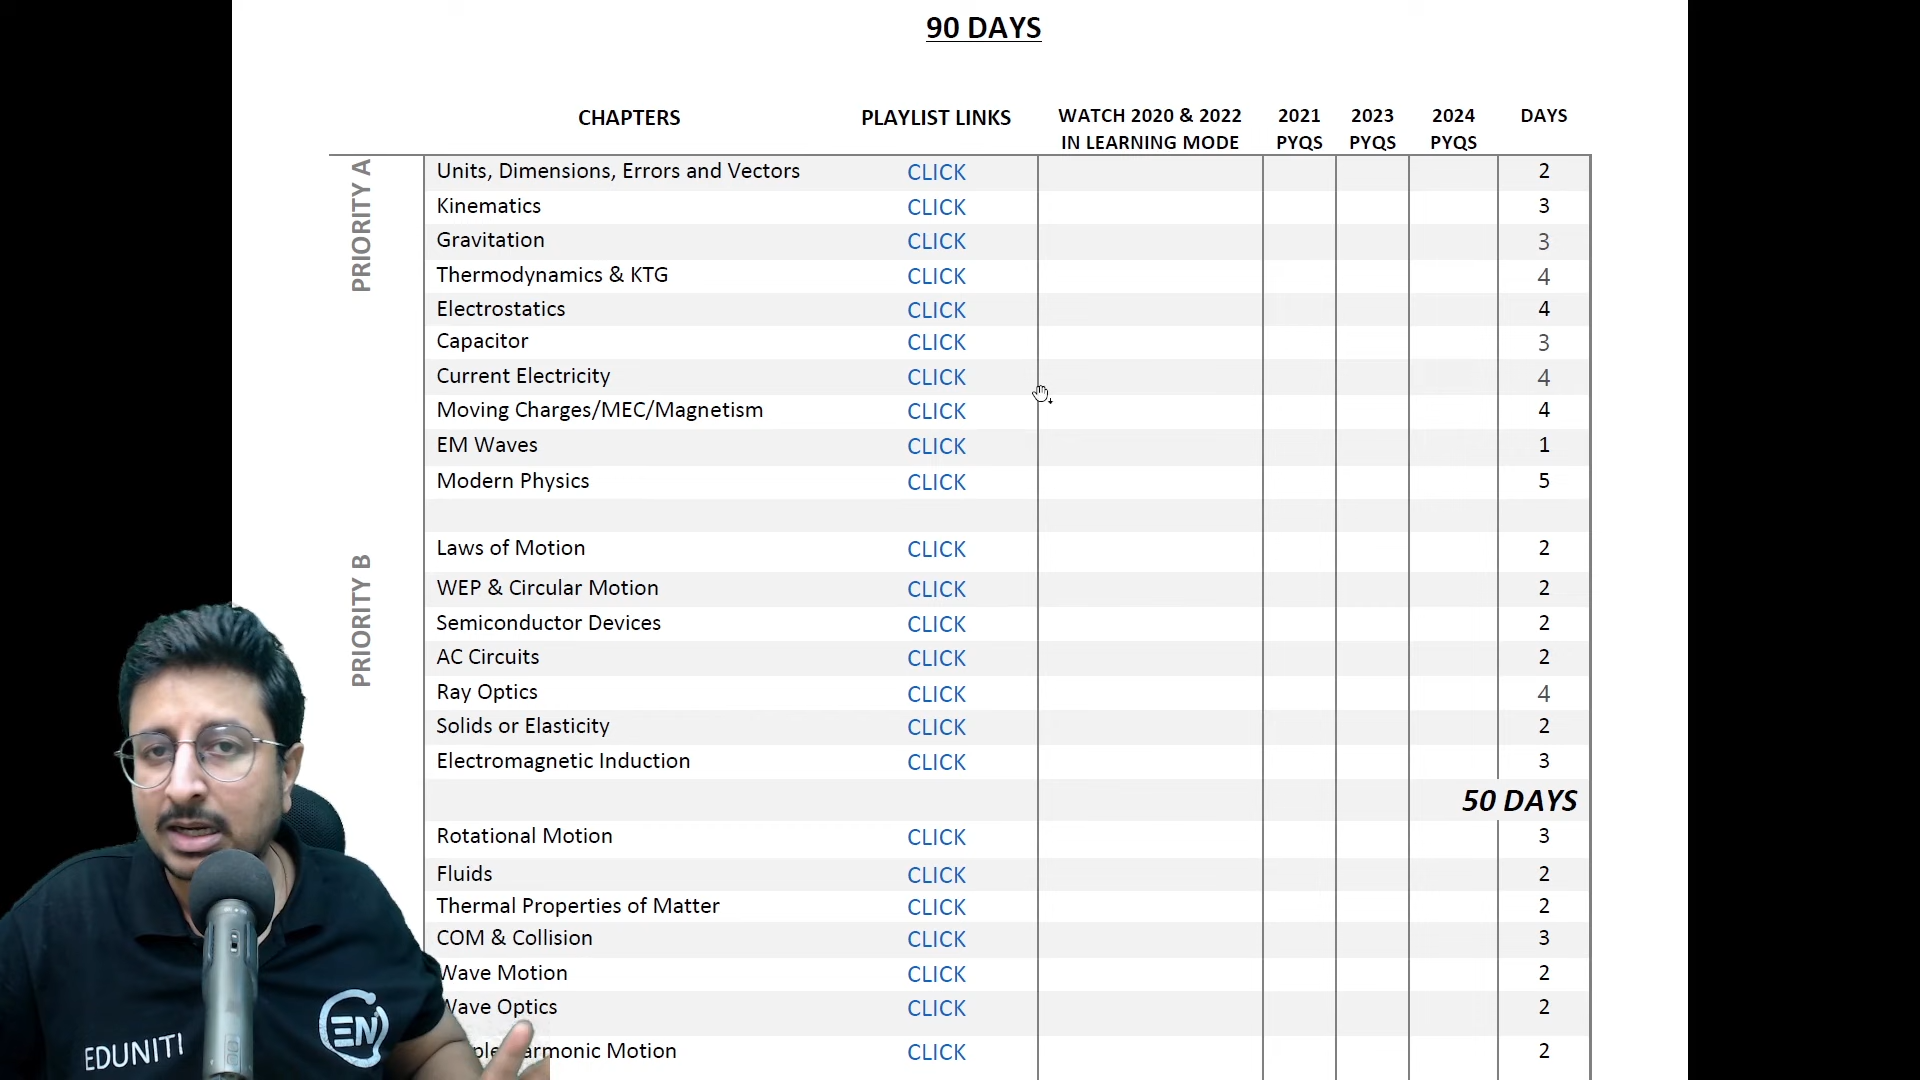 90 DAYS
CHAPTERS PLAYLIST LINKS WATCH 2020 & 2022 IN LEARNING MODE 2021 PYQS 2023 PYQS 2024 PYQS DAYS
PRIORITY A
Units, Dimensions, Errors and Vectors CLICK 2
Kinematics CLICK 3
Gravitation CLICK 3
Thermodynamics & KTG CLICK 4
Electrostatics CLICK 4
Capacitor CLICK 3
Current Electricity CLICK 4
Moving Charges/MEC/Magnetism CLICK 4
EM Waves CLICK 1
Modern Physics CLICK 5
PRIORITY B
Laws of Motion CLICK 2
WEP & Circular Motion CLICK 2
Semiconductor Devices CLICK 2
AC Circuits CLICK 2
Ray Optics CLICK 4
Solids or Elasticity CLICK 2
Electromagnetic Induction CLICK 3
50 DAYS
Rotational Motion CLICK 3
Fluids CLICK 2
Thermal Properties of Matter CLICK 2
COM & Collision CLICK 3
Wave Motion CLICK 2
Wave Optics CLICK 2
Motion CLICK 2
EDUNITI
EN